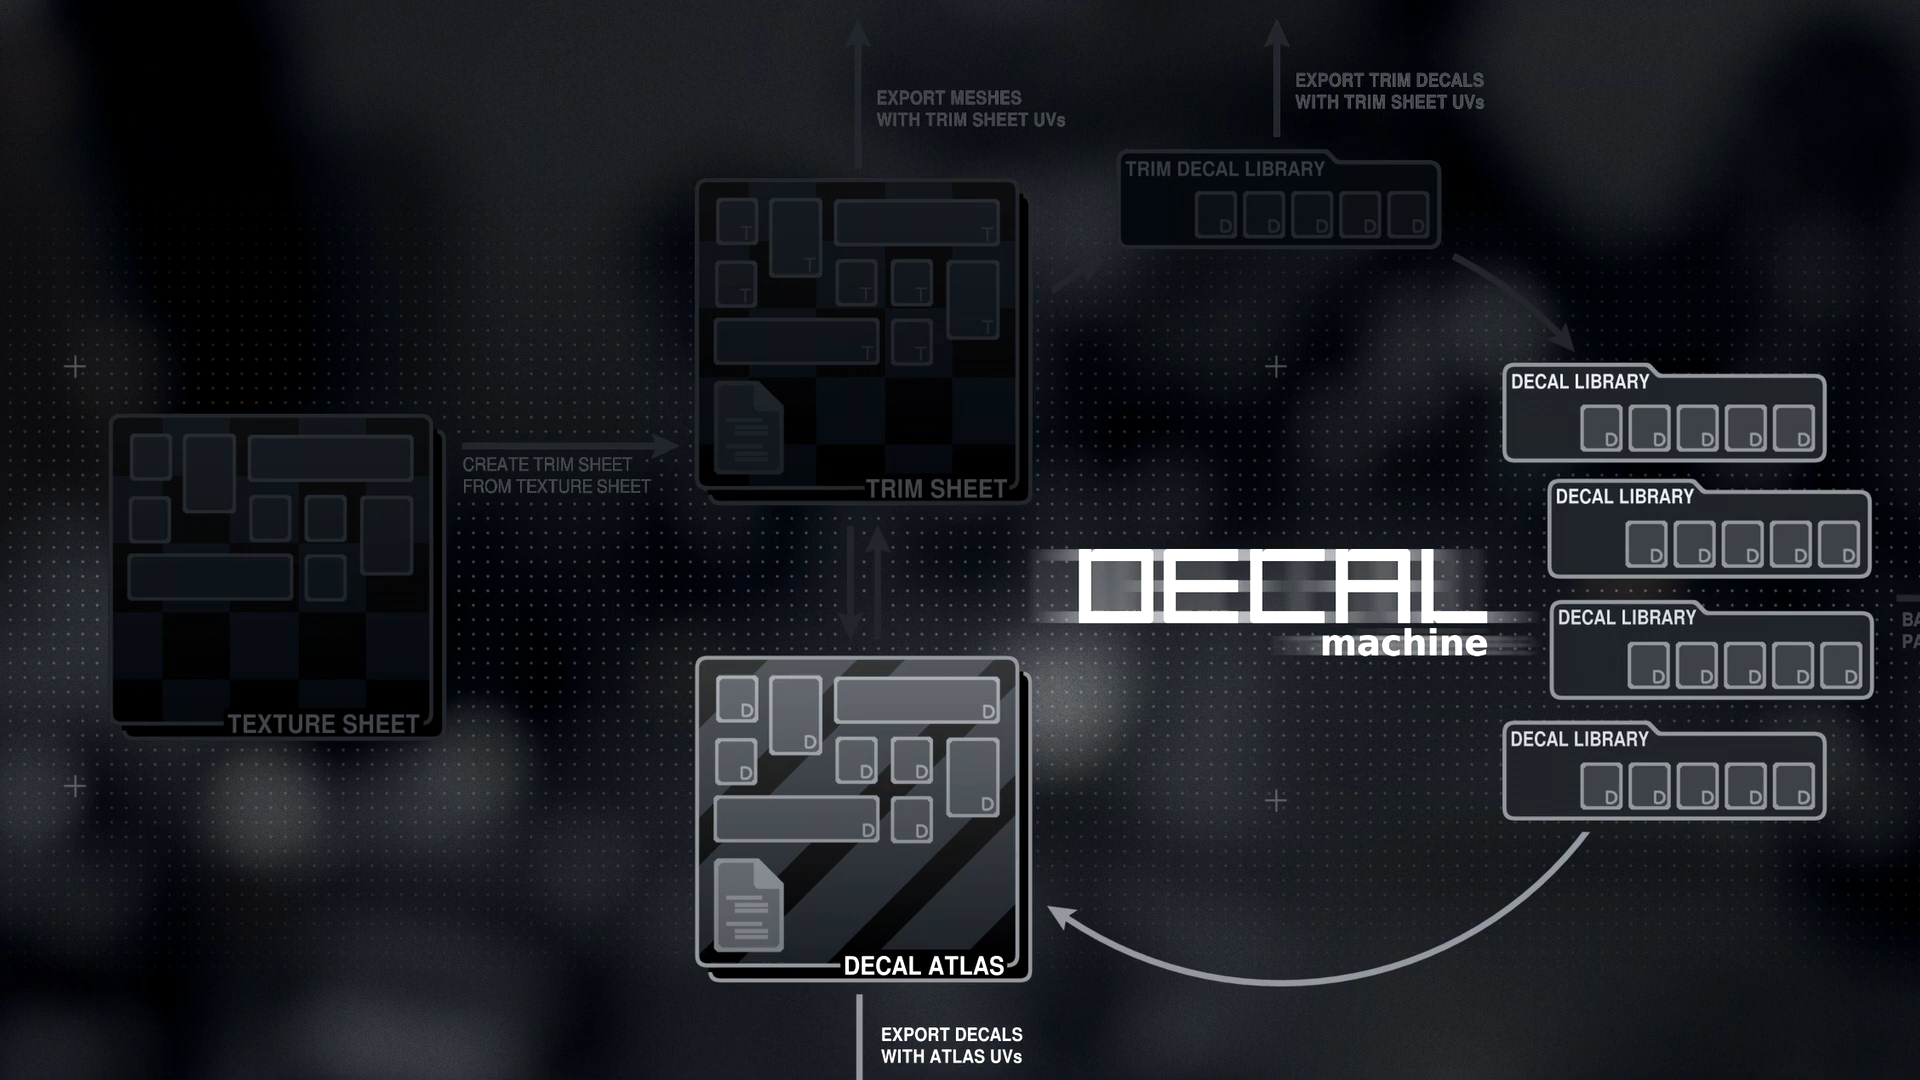 EXPORT MESHES
WITH TRIM SHEET UVs
EXPORT TRIM DECALS
WITH TRIM SHEET UVs
TRIM DECAL LIBRARY
D D D D D
T T T
T T T T
T T
TRIM SHEET
CREATE TRIM SHEET
FROM TEXTURE SHEET
TEXTURE SHEET
DECAL LIBRARY
D D D D D
DECAL LIBRARY
D D D D D
DECAL LIBRARY
D D D D D
DECAL LIBRARY
D D D D D
DECAL
machine
D D D
D D D D
D D
DECAL ATLAS
EXPORT DECALS
WITH ATLAS UVs